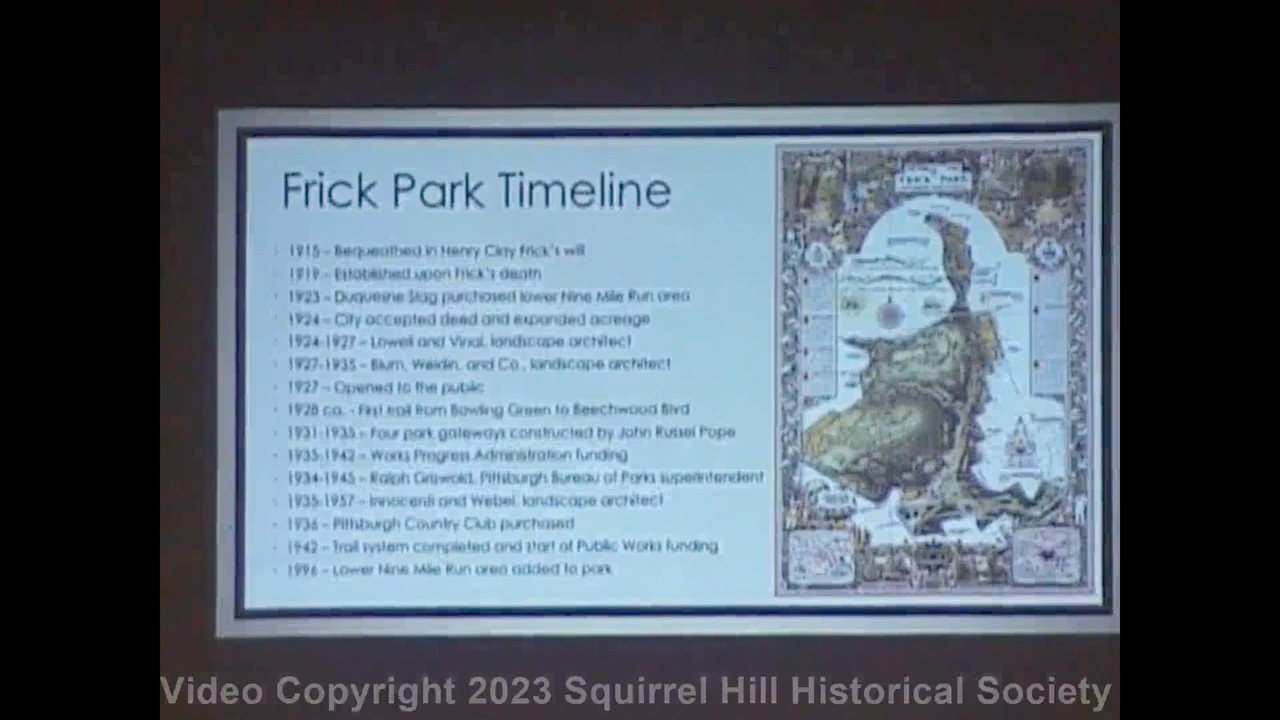 Frick Park Timeline
1915 – Bequeathed in Henry Clay Frick's will
1919 – Established upon Frick's death
1923 – Duquesne Slag purchased lower Nine Mile Run area
1924 – City accepted deed and expanded acreage
1924-1927 – Lowell and Vinal, landscape architect
1927-1935 – Blum, Weldin, and Co., landscape architect
1927 – Opened to the public
1928 ca. - First trail from Bowling Green to Beechwood Blvd
1931-1935 – Four park gateways constructed by John Russel Pope
1935-1942 – Works Progress Administration funding
1934-1945 – Ralph Griswold, Pittsburgh Bureau of Parks superintendent
1935-1957 – Innocenti and Webel, landscape architect
1936 – Pittsburgh Country Club purchased
1942 – Trail system completed and start of Public Works funding
1996 – Lower Nine Mile Run area added to park
FRICK PARK
Video Copyright 2023 Squirrel Hill Historical Society